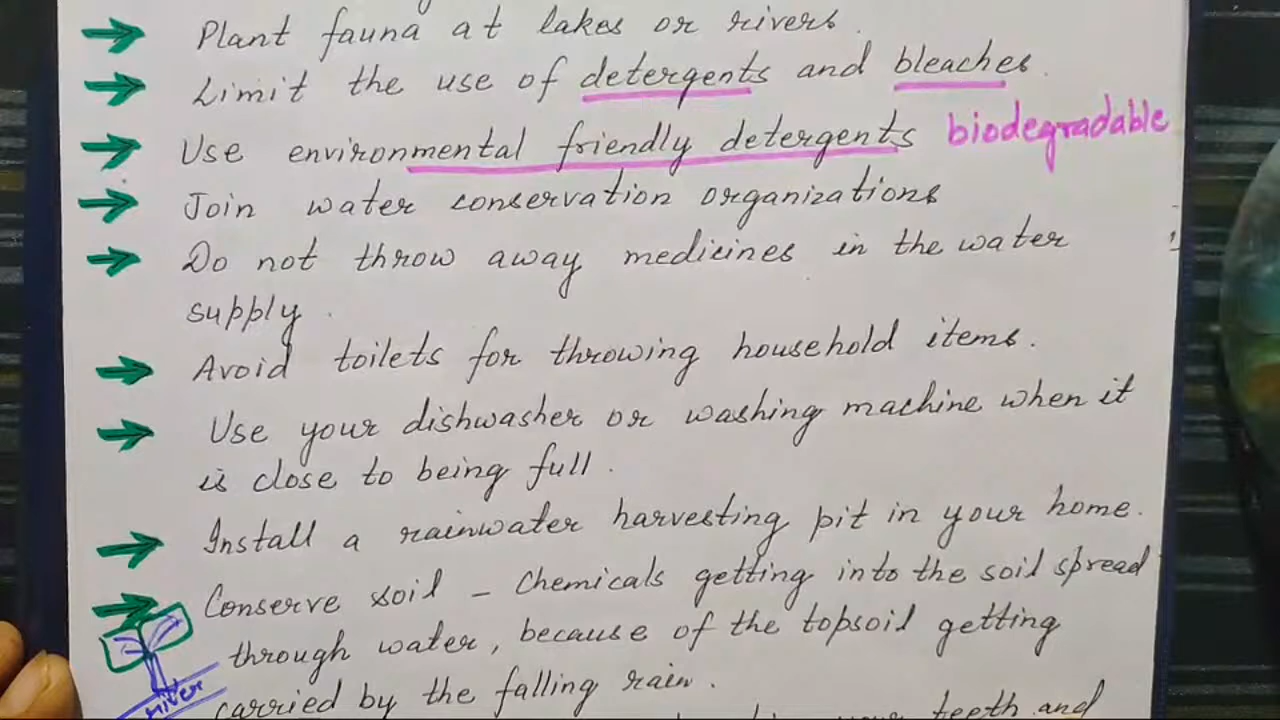 Plant fauna at lakes or rivers.
Limit the use of detergents and bleaches.
Use environmental friendly detergents biodegradable
Join water conservation organizations
Do not throw away medicines in the water
supply.
Avoid toilets for throwing household items.
Use your dishwasher or washing machine when it
is close to being full.
Install a rainwater harvesting pit in your home.
Conserve soil - Chemicals getting into the soil spread
through water, because of the topsoil getting
carried by the falling rain.
river
teeth and